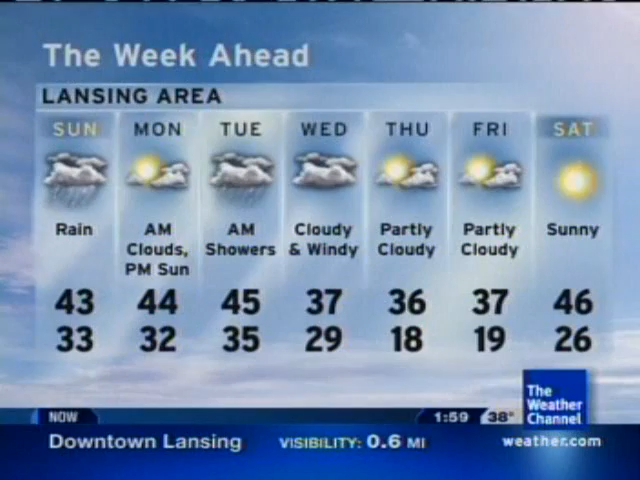 The Week Ahead
LANSING AREA
SUN MON TUE WED THU FRI SAT
Rain
AM Clouds, PM Sun
AM Showers
Cloudy & Windy
Partly Cloudy
Partly Cloudy
Sunny
43 44 45 37 36 37 46
33 32 35 29 18 19 26
The
Weather
Channel
NOW 1:59 38°
Downtown Lansing VISIBILITY: 0.6 MI weather.com